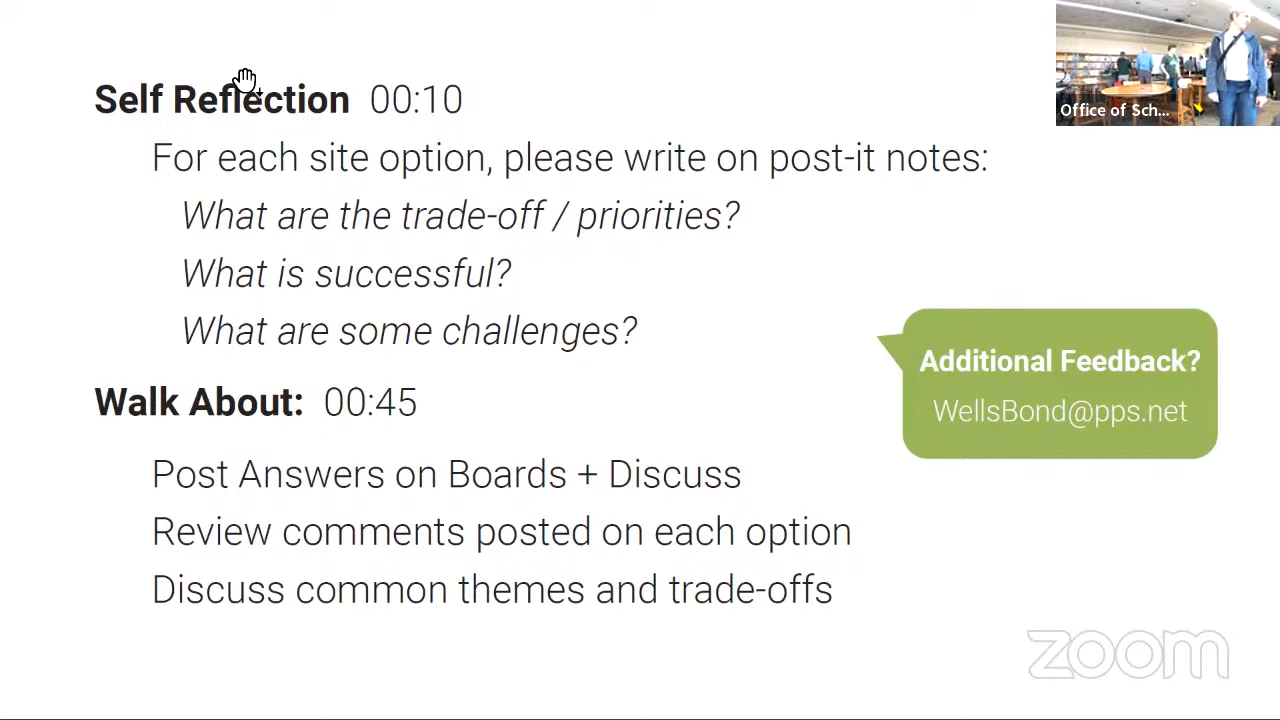 Self Reflection 00:10
For each site option, please write on post-it notes:
What are the trade-off / priorities?
What is successful?
What are some challenges?
Walk About: 00:45
Post Answers on Boards + Discuss
Review comments posted on each option
Discuss common themes and trade-offs
Additional Feedback?
WellsBond@pps.net
Office of Sch...
zoom